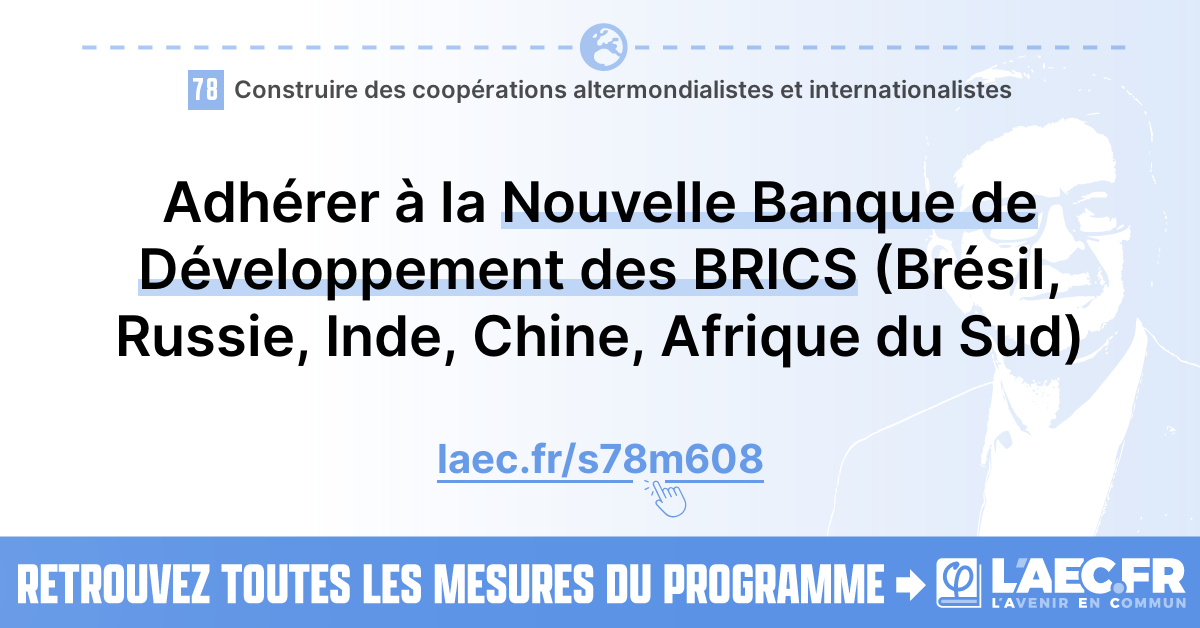 78 Construire des coopérations altermondialistes et internationalistes
Adhérer à la Nouvelle Banque de
Développement des BRICS (Brésil,
Russie, Inde, Chine, Afrique du Sud)
laec.fr/s78m608
RETROUVEZ TOUTES LES MESURES DU PROGRAMME
φ L'AEC.FR
L'AVENIR EN COMMUN